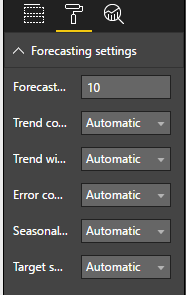 Forecasting settings
Forecast... 10
Trend co... Automatic
Trend wi... Automatic
Error co... Automatic
Seasonal... Automatic
Target s... Automatic